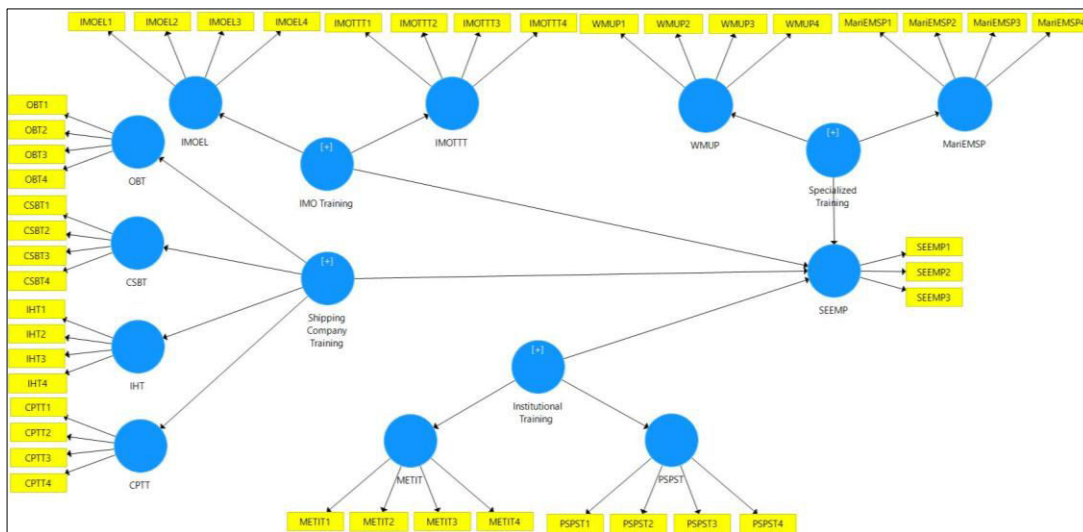 IMOEL1
IMOEL2
IMOEL3
IMOEL4
IMOTTT1
IMOTTT2
IMOTTT3
IMOTTT4
WMUP1
WMUP2
WMUP3
WMUP4
MariEMSP1
MariEMSP2
MariEMSP3
MariEMSP4
IMOEL
IMOTTT
WMUP
MariEMSP
OBT1
OBT2
OBT3
OBT4
OBT
[+]
IMO Training
[+]
Specialized
Training
CSBT1
CSBT2
CSBT3
CSBT4
CSBT
[+]
Shipping
Company
Training
SEEMP1
SEEMP2
SEEMP3
SEEMP
IHT1
IHT2
IHT3
IHT4
IHT
[+]
Institutional
Training
CPTT1
CPTT2
CPTT3
CPTT4
CPTT
METIT
PSPST
METIT1
METIT2
METIT3
METIT4
PSPST1
PSPST2
PSPST3
PSPST4